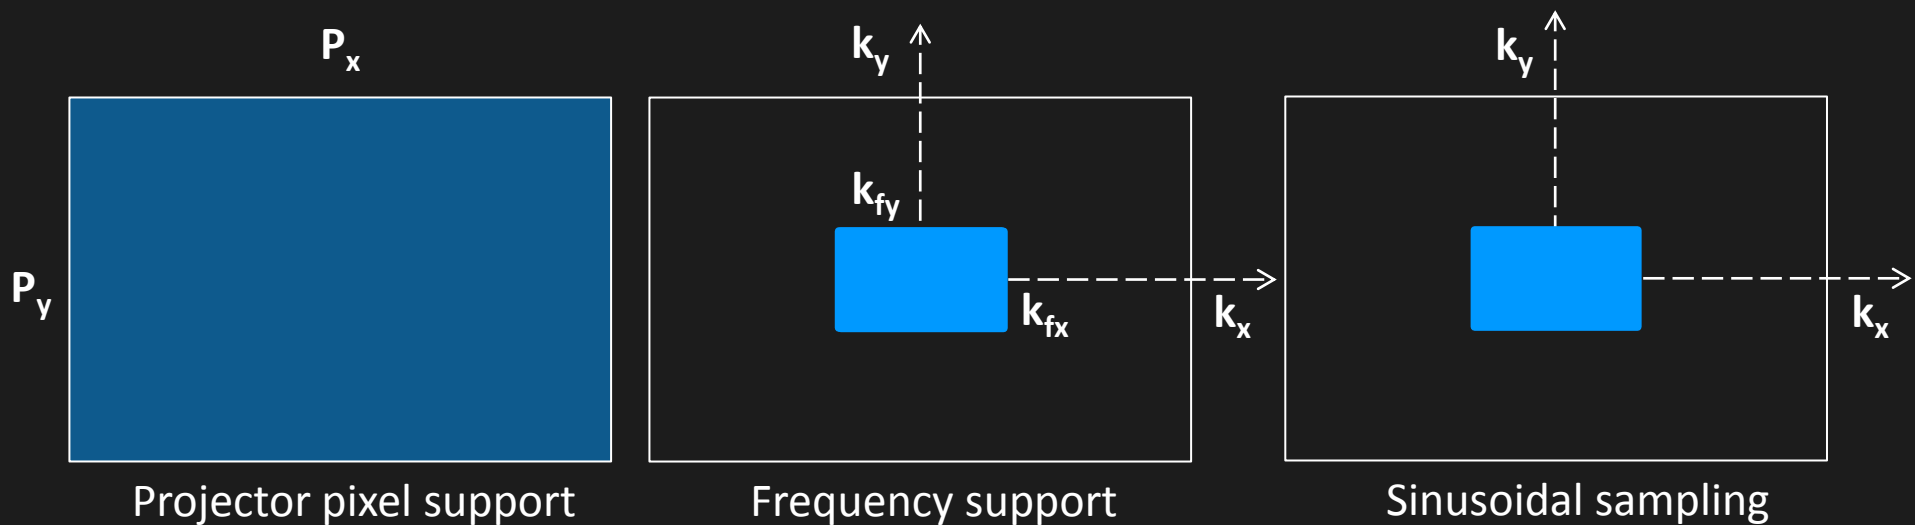 Px
Py
Projector pixel support
ky
kfy
kfx
kx
Frequency support
ky
kx
Sinusoidal sampling